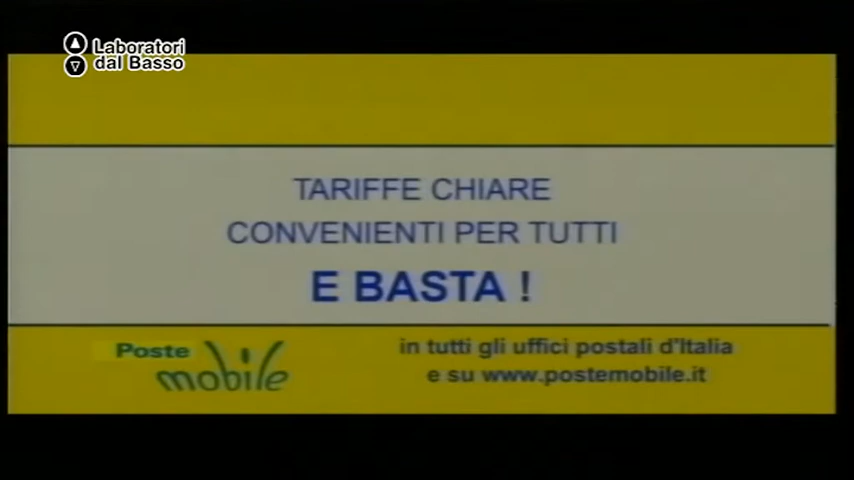 Laboratori
dal Basso
TARIFFE CHIARE
CONVENIENTI PER TUTTI
E BASTA !
Poste
mobile
in tutti gli uffici postali d'Italia
e su www.postemobile.it